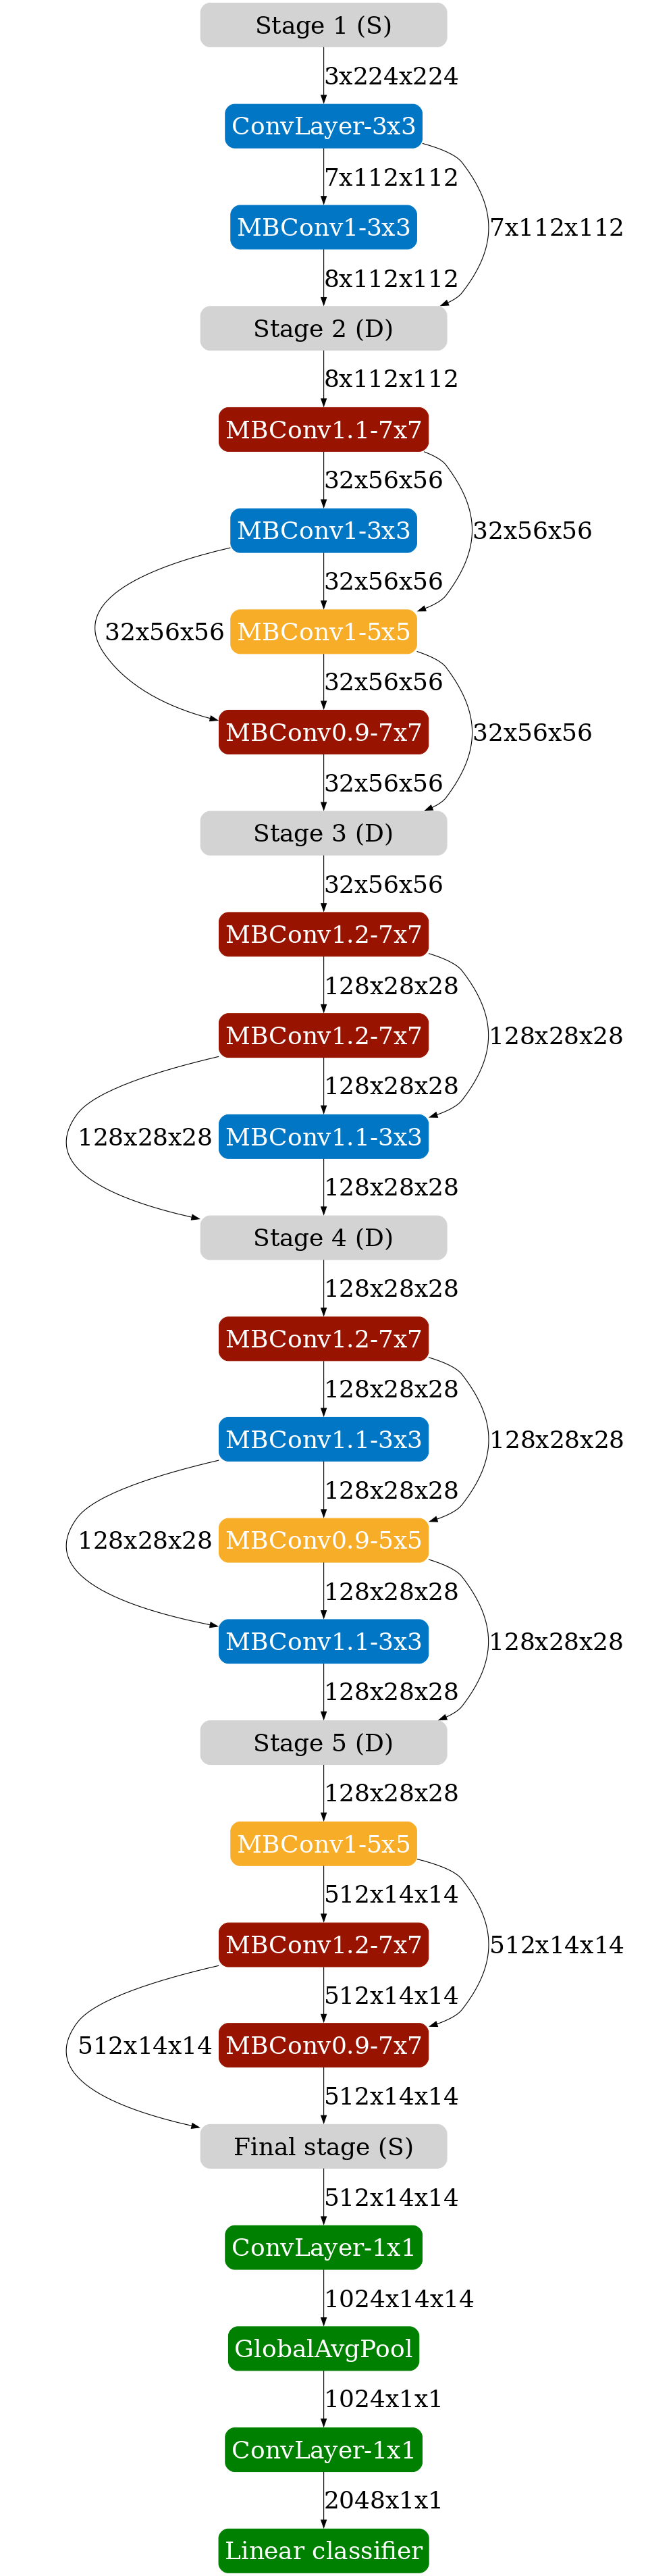 Stage 1 (S)
3x224x224
ConvLayer-3x3
7x112x112
MBConv1-3x3
7x112x112
8x112x112
Stage 2 (D)
8x112x112
MBConv1.1-7x7
32x56x56
MBConv1-3x3
32x56x56
32x56x56
32x56x56
MBConv1-5x5
32x56x56
MBConv0.9-7x7
32x56x56
32x56x56
Stage 3 (D)
32x56x56
MBConv1.2-7x7
128x28x28
MBConv1.2-7x7
128x28x28
128x28x28
128x28x28
MBConv1.1-3x3
128x28x28
Stage 4 (D)
128x28x28
MBConv1.2-7x7
128x28x28
MBConv1.1-3x3
128x28x28
128x28x28
128x28x28
MBConv0.9-5x5
128x28x28
MBConv1.1-3x3
128x28x28
128x28x28
Stage 5 (D)
128x28x28
MBConv1-5x5
512x14x14
MBConv1.2-7x7
512x14x14
512x14x14
512x14x14
MBConv0.9-7x7
512x14x14
Final stage (S)
512x14x14
ConvLayer-1x1
1024x14x14
GlobalAvgPool
1024x1x1
ConvLayer-1x1
2048x1x1
Linear classifier